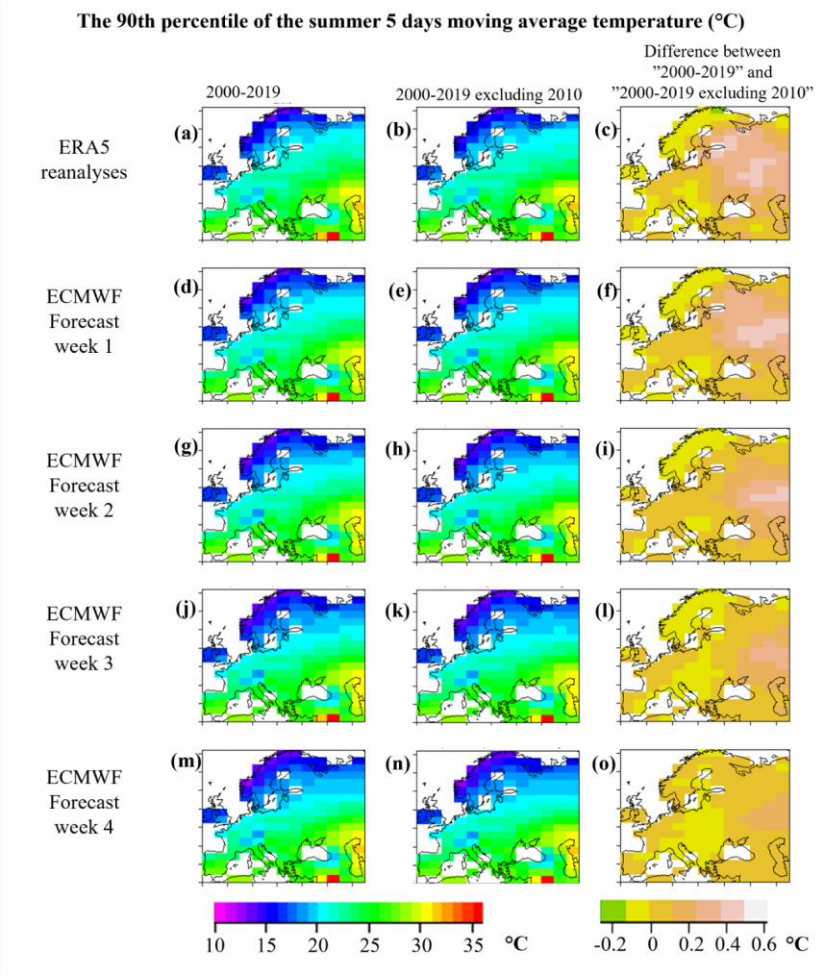 The 90th percentile of the summer 5 days moving average temperature (°C)
2000-2019
2000-2019 excluding 2010
Difference between
”2000-2019” and
”2000-2019 excluding 2010”
ERA5
reanalyses
(a)
(b)
(c)
ECMWF
Forecast
week 1
(d)
(e)
(f)
ECMWF
Forecast
week 2
(g)
(h)
(i)
ECMWF
Forecast
week 3
(j)
(k)
(l)
ECMWF
Forecast
week 4
(m)
(n)
(o)
10 15 20 25 30 35 °C
-0.2 0 0.2 0.4 0.6 °C